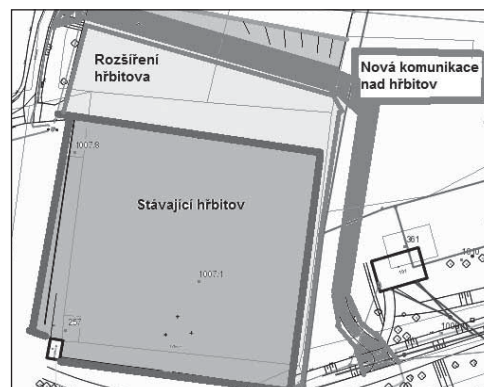 Rozšíření
hřbitova
Nová komunikace
nad hřbitov
1007/8
Stávající hřbitov
361
1007/1
257